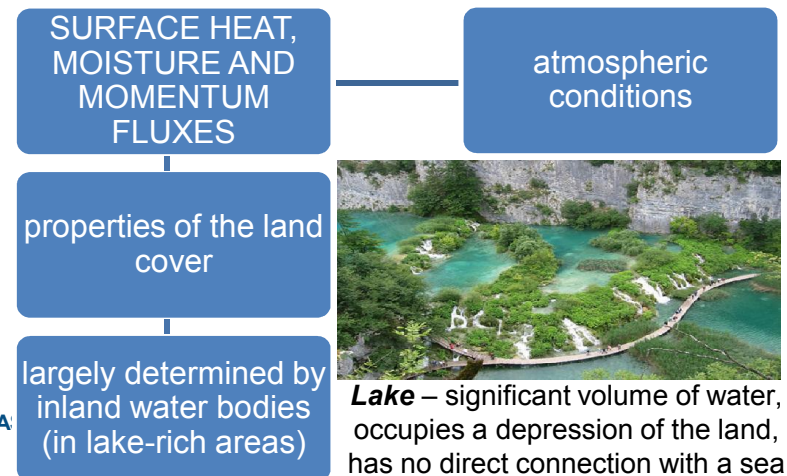 SURFACE HEAT,
MOISTURE AND
MOMENTUM
FLUXES
atmospheric
conditions
properties of the land
cover
largely determined by
inland water bodies
(in lake-rich areas)
Lake – significant volume of water,
occupies a depression of the land,
has no direct connection with a sea